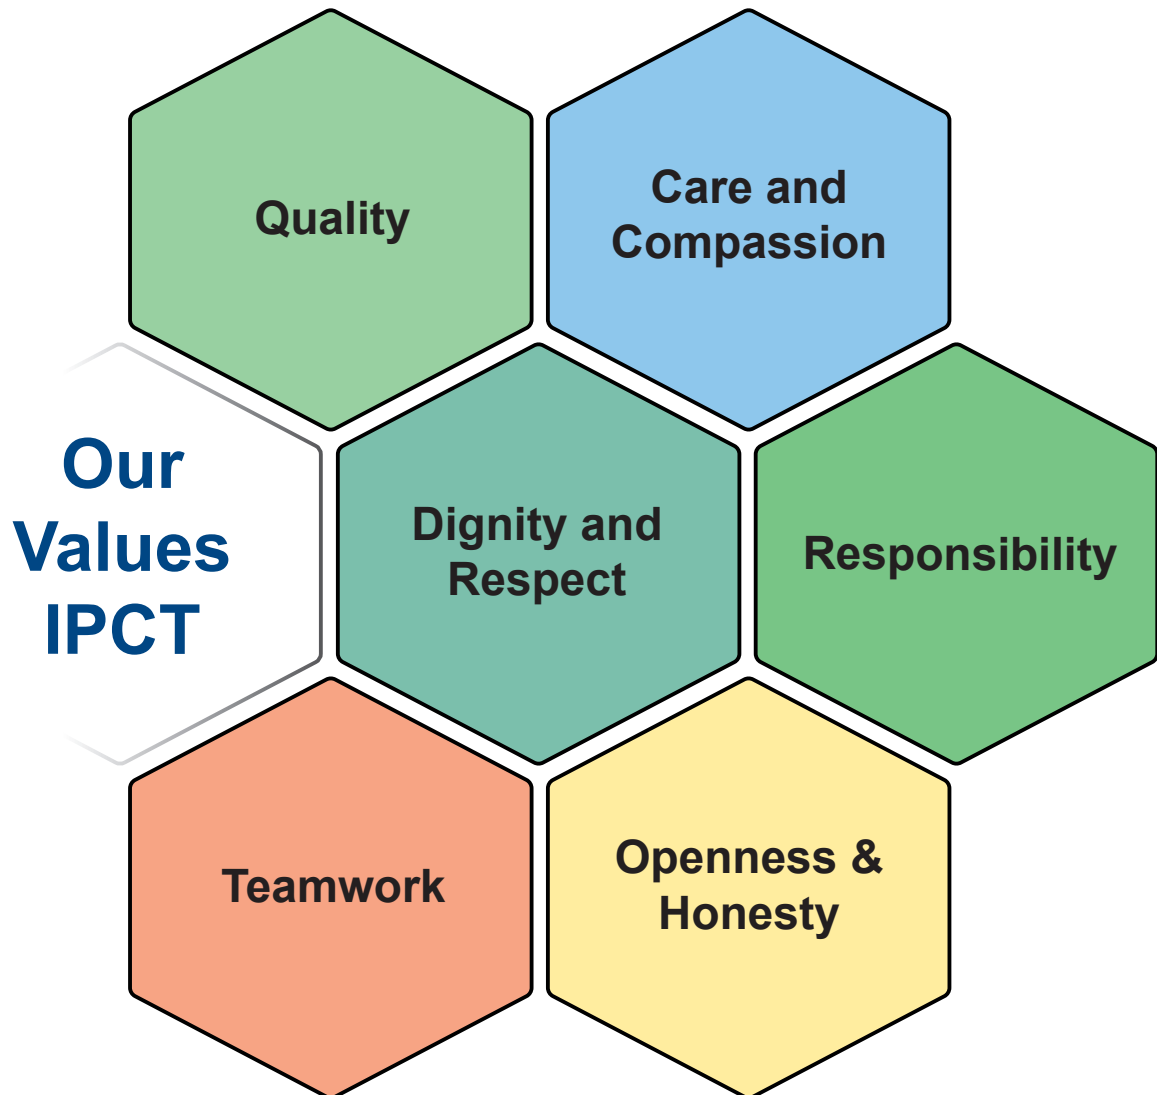 Quality
Care and
Compassion
Our
Values
IPCT
Dignity and
Respect
Responsibility
Teamwork
Openness &
Honesty